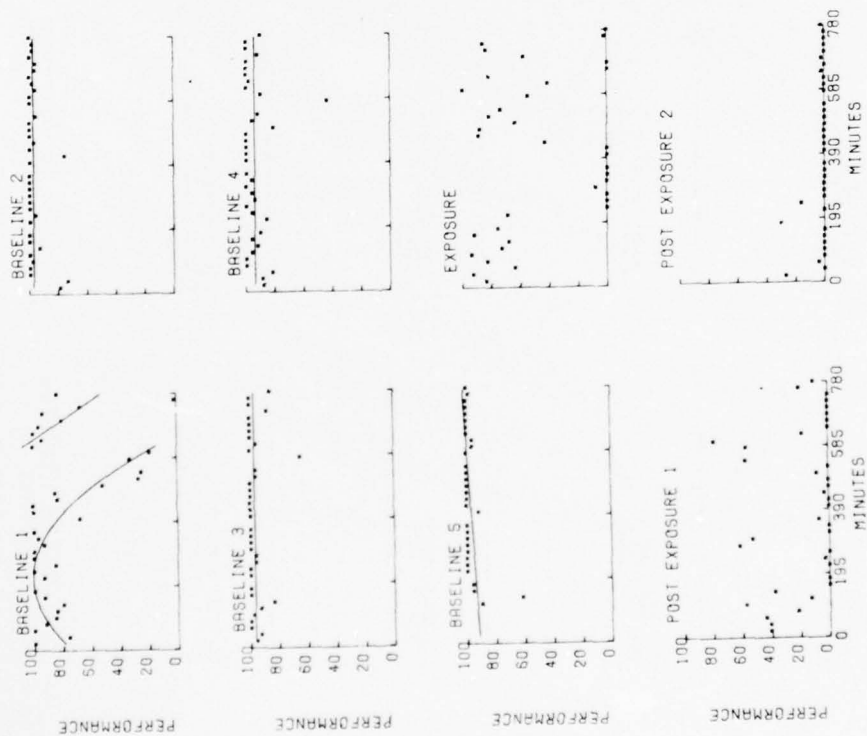 BASELINE 1
BASELINE 2
PERFORMANCE
100
80
60
40
20
0
BASELINE 3
BASELINE 4
PERFORMANCE
100
80
60
40
20
0
BASELINE 5
EXPOSURE
PERFORMANCE
100
80
60
40
20
0
POST EXPOSURE 1
POST EXPOSURE 2
PERFORMANCE
100
80
60
40
20
0
0 195 390 585 780
MINUTES
0 195 390 585 780
MINUTES